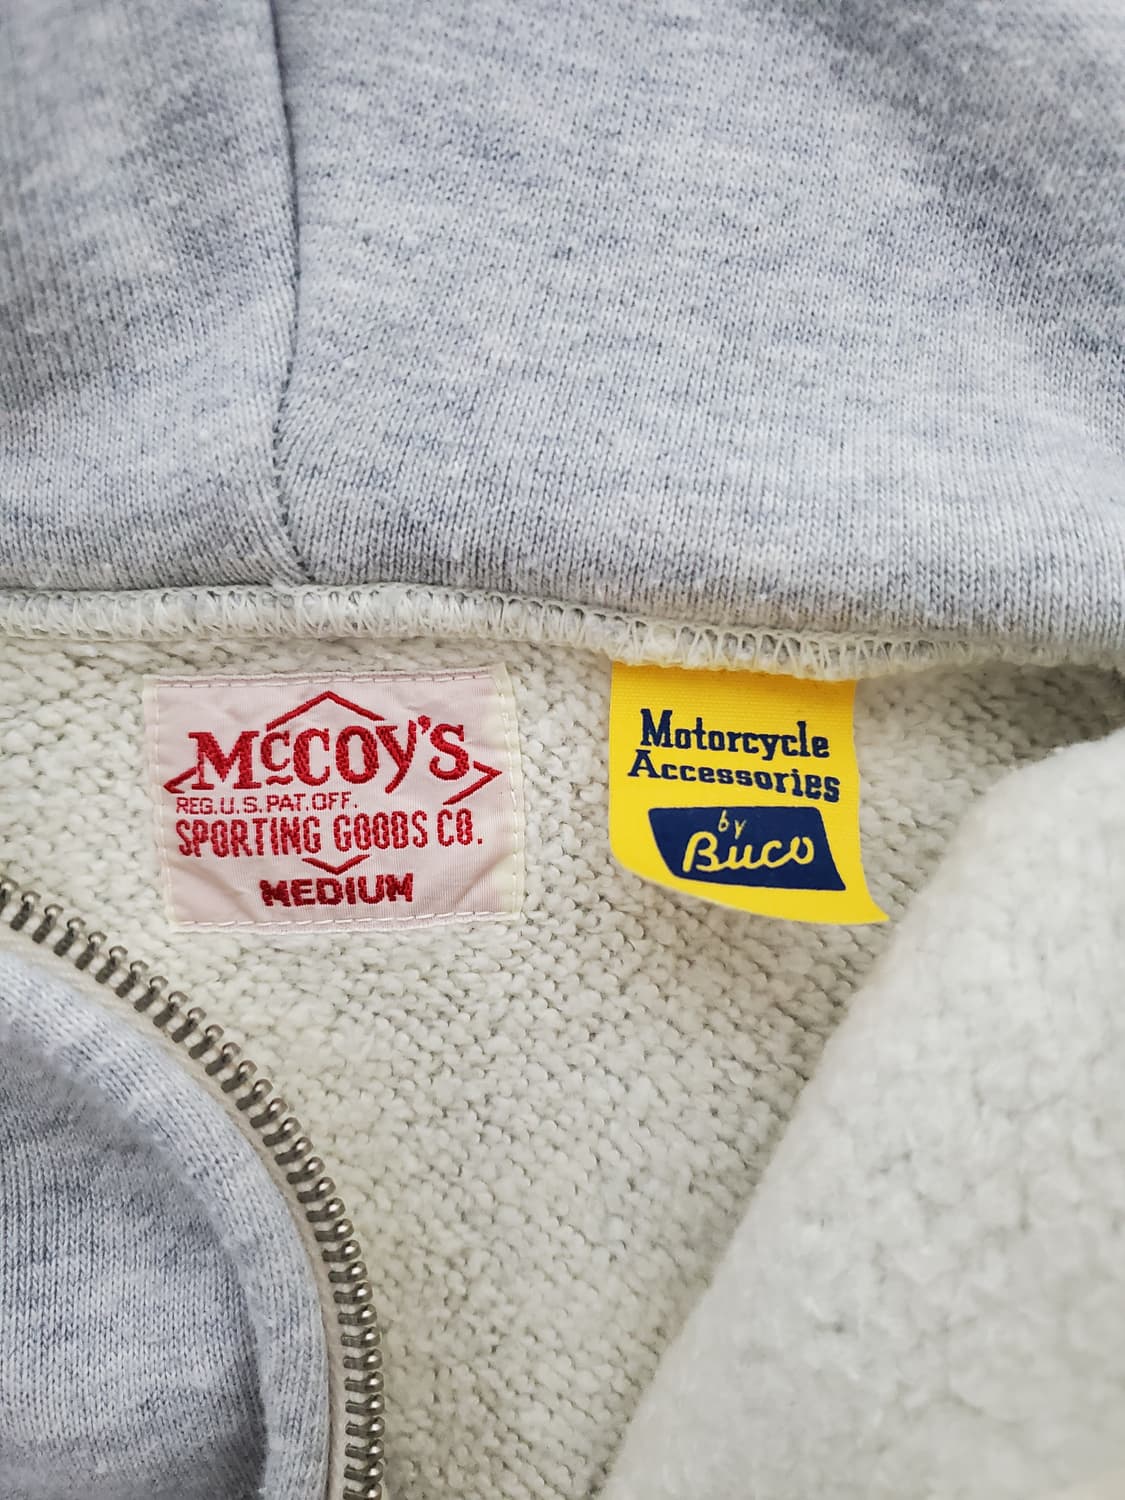 McCOY'S
REG.U.S.PAT.OFF.
SPORTING GOODS CO.
MEDIUM
Motorcycle
Accessories
by
Buco